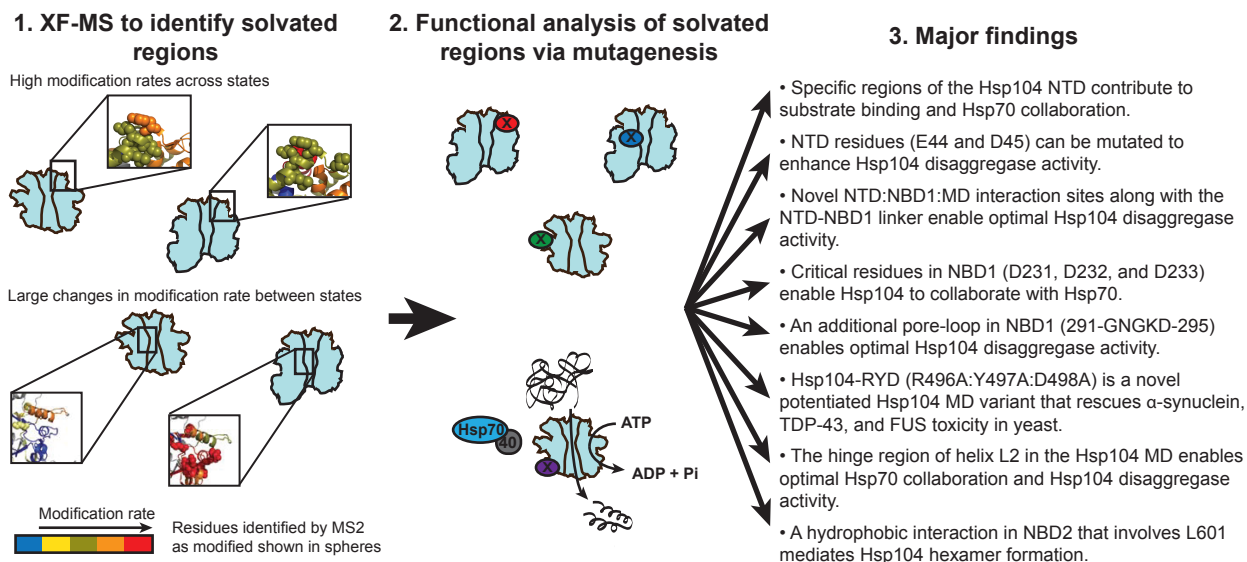 1. XF-MS to identify solvated
regions
High modification rates across states
Large changes in modification rate between states
Modification rate
Residues identified by MS2
as modified shown in spheres
2. Functional analysis of solvated
regions via mutagenesis
X
X
X
Hsp70
40
X
ATP
ADP + Pi
3. Major findings
• Specific regions of the Hsp104 NTD contribute to
substrate binding and Hsp70 collaboration.
• NTD residues (E44 and D45) can be mutated to
enhance Hsp104 disaggregase activity.
• Novel NTD:NBD1:MD interaction sites along with the
NTD-NBD1 linker enable optimal Hsp104 disaggregase
activity.
• Critical residues in NBD1 (D231, D232, and D233)
enable Hsp104 to collaborate with Hsp70.
• An additional pore-loop in NBD1 (291-GNGKD-295)
enables optimal Hsp104 disaggregase activity.
• Hsp104-RYD (R496A:Y497A:D498A) is a novel
potentiated Hsp104 MD variant that rescues α-synuclein,
TDP-43, and FUS toxicity in yeast.
• The hinge region of helix L2 in the Hsp104 MD enables
optimal Hsp70 collaboration and Hsp104 disaggregase
activity.
• A hydrophobic interaction in NBD2 that involves L601
mediates Hsp104 hexamer formation.